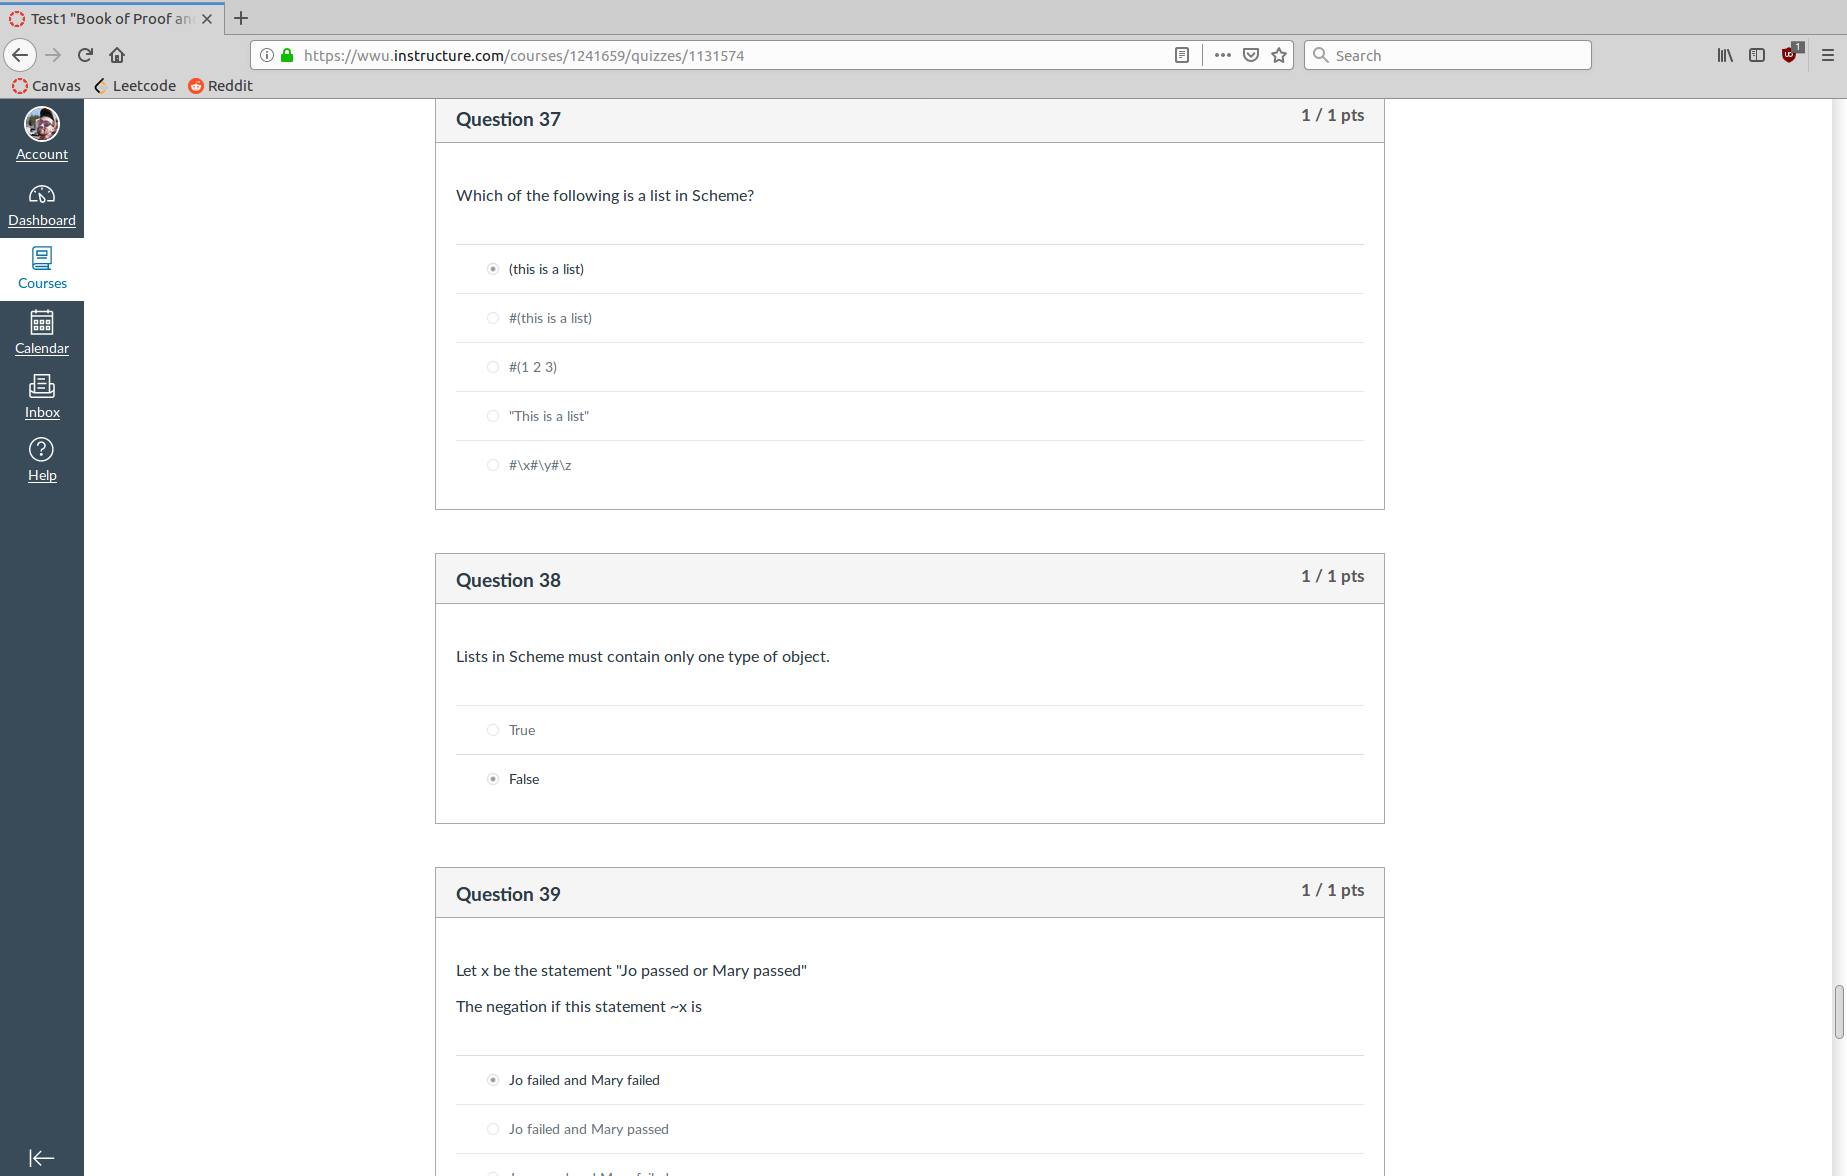 Test1 "Book of Proof an
https://wwu.instructure.com/courses/1241659/quizzes/1131574
Search
1
Canvas
Leetcode
Reddit
Account
Dashboard
Courses
Calendar
Inbox
Help
Question 37
1 / 1 pts
Which of the following is a list in Scheme?
(this is a list)
#(this is a list)
#(1 2 3)
"This is a list"
#\x#\y#\z
Question 38
1 / 1 pts
Lists in Scheme must contain only one type of object.
True
False
Question 39
1 / 1 pts
Let x be the statement "Jo passed or Mary passed"
The negation if this statement ~x is
Jo failed and Mary failed
Jo failed and Mary passed